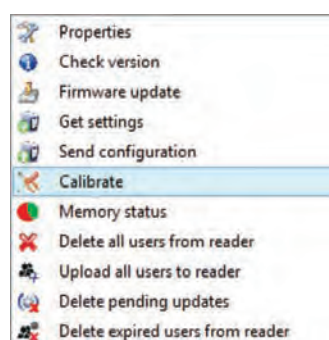 Properties
Check version
Firmware update
Get settings
Send configuration
Calibrate
Memory status
Delete all users from reader
Upload all users to reader
Delete pending updates
Delete expired users from reader